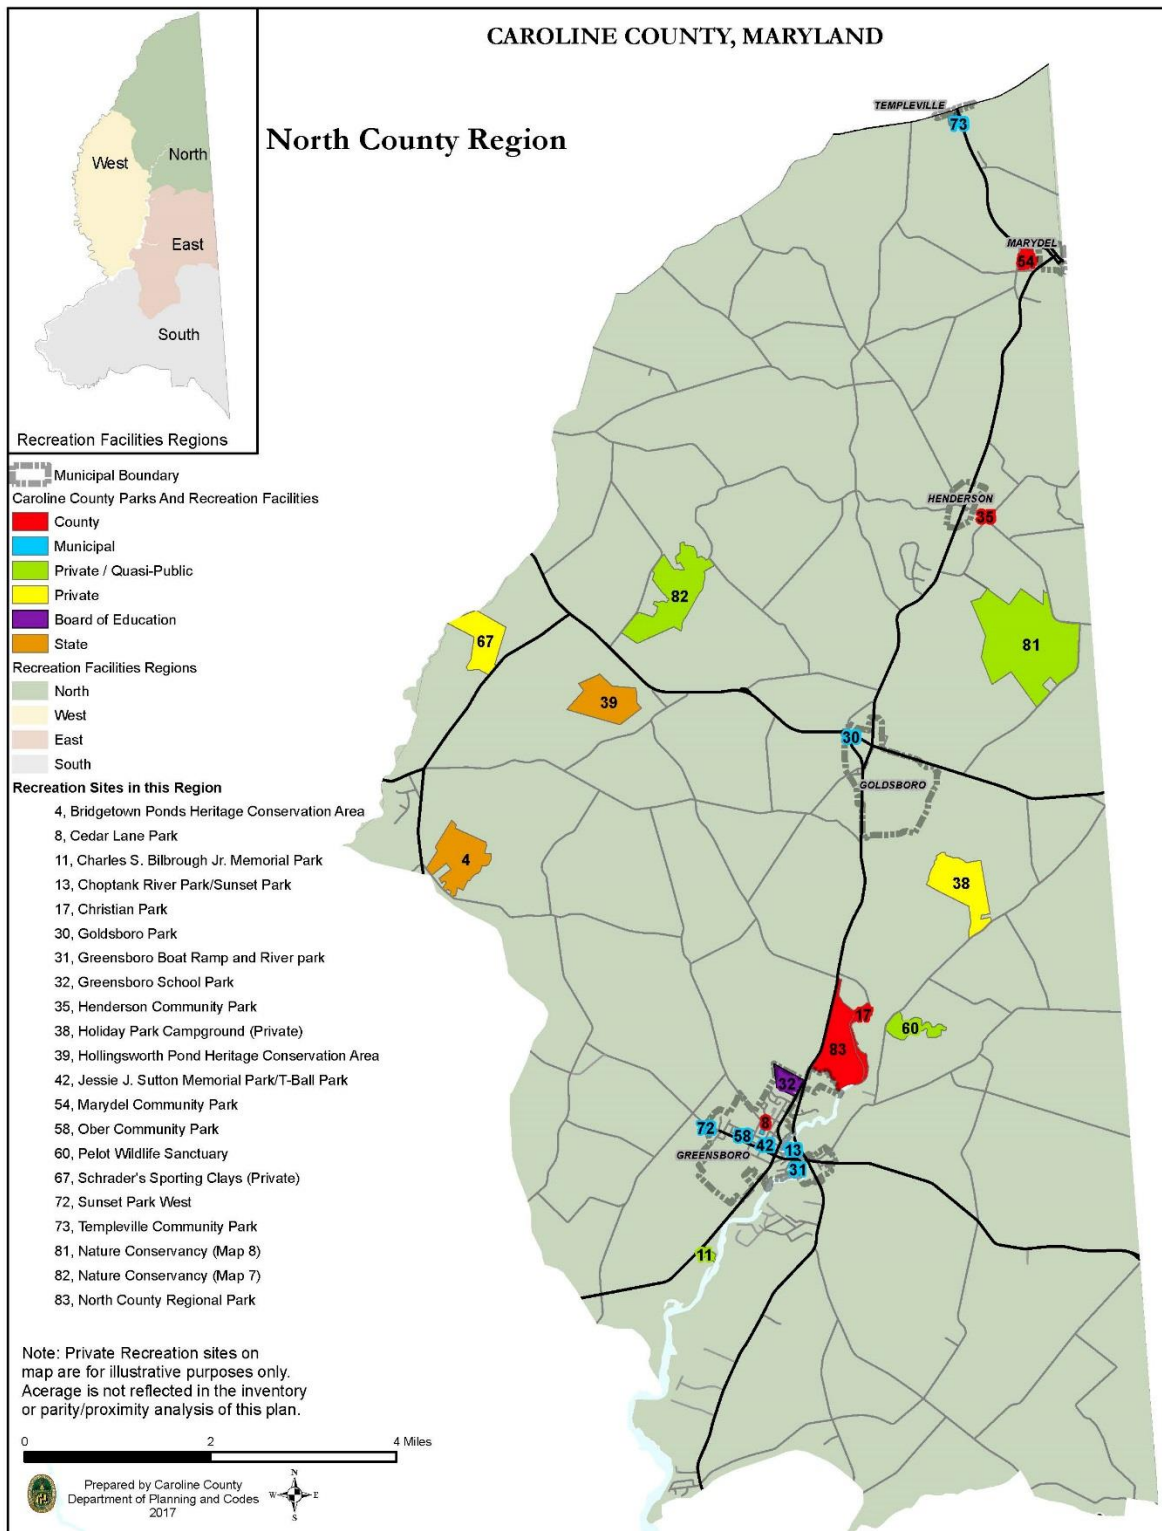 CAROLINE COUNTY, MARYLAND
North County Region
West
North
East
South
Recreation Facilities Regions
Municipal Boundary
Caroline County Parks And Recreation Facilities
County
Municipal
Private / Quasi-Public
Private
Board of Education
State
Recreation Facilities Regions
North
West
East
South
Recreation Sites in this Region
4, Bridgetown Ponds Heritage Conservation Area
8, Cedar Lane Park
11, Charles S. Bilbrough Jr. Memorial Park
13, Choptank River Park/Sunset Park
17, Christian Park
30, Goldsboro Park
31, Greensboro Boat Ramp and River park
32, Greensboro School Park
35, Henderson Community Park
38, Holiday Park Campground (Private)
39, Hollingsworth Pond Heritage Conservation Area
42, Jessie J. Sutton Memorial Park/T-Ball Park
54, Marydel Community Park
58, Ober Community Park
60, Pelot Wildlife Sanctuary
67, Schrader's Sporting Clays (Private)
72, Sunset Park West
73, Templeville Community Park
81, Nature Conservancy (Map 8)
82, Nature Conservancy (Map 7)
83, North County Regional Park
Note: Private Recreation sites on
map are for illustrative purposes only.
Acerage is not reflected in the inventory
or parity/proximity analysis of this plan.
0 2 4 Miles
Prepared by Caroline County
Department of Planning and Codes
2017
N
W E
S
TEMPLEVILLE
73
MARYDEL
54
HENDERSON
35
82
67
81
39
30
GOLDSBORO
4
38
17
60
83
32
8
72
58
42
13
GREENSBORO
31
11